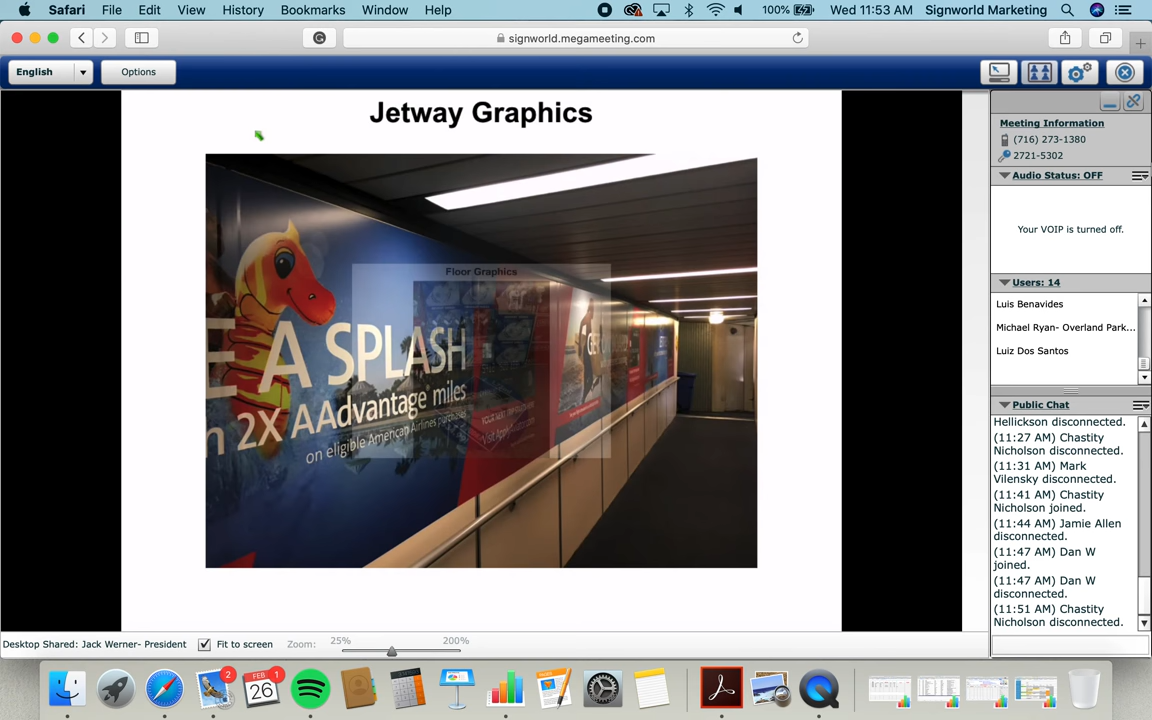 Safari File Edit View History Bookmarks Window Help 100% Wed 11:53 AM Signworld Marketing
signworld.megameeting.com
English Options
Jetway Graphics
Floor Graphics
E A SPLASH
n 2X AAdvantage miles
on eligible American Airlines purchases
GET
Meeting Information
(716) 273-1380
2721-5302
Audio Status: OFF
Your VOIP is turned off.
Users: 14
Luis Benavides
Michael Ryan- Overland Park...
Luiz Dos Santos
Public Chat
Hellickson disconnected.
(11:27 AM) Chastity
Nicholson disconnected.
(11:31 AM) Mark
Vilensky disconnected.
(11:41 AM) Chastity
Nicholson joined.
(11:44 AM) Jamie Allen
disconnected.
(11:47 AM) Dan W
joined.
(11:47 AM) Dan W
disconnected.
(11:51 AM) Chastity
Nicholson disconnected.
Desktop Shared: Jack Werner- President Fit to screen Zoom: 25% 200%
2
FEB 1
26